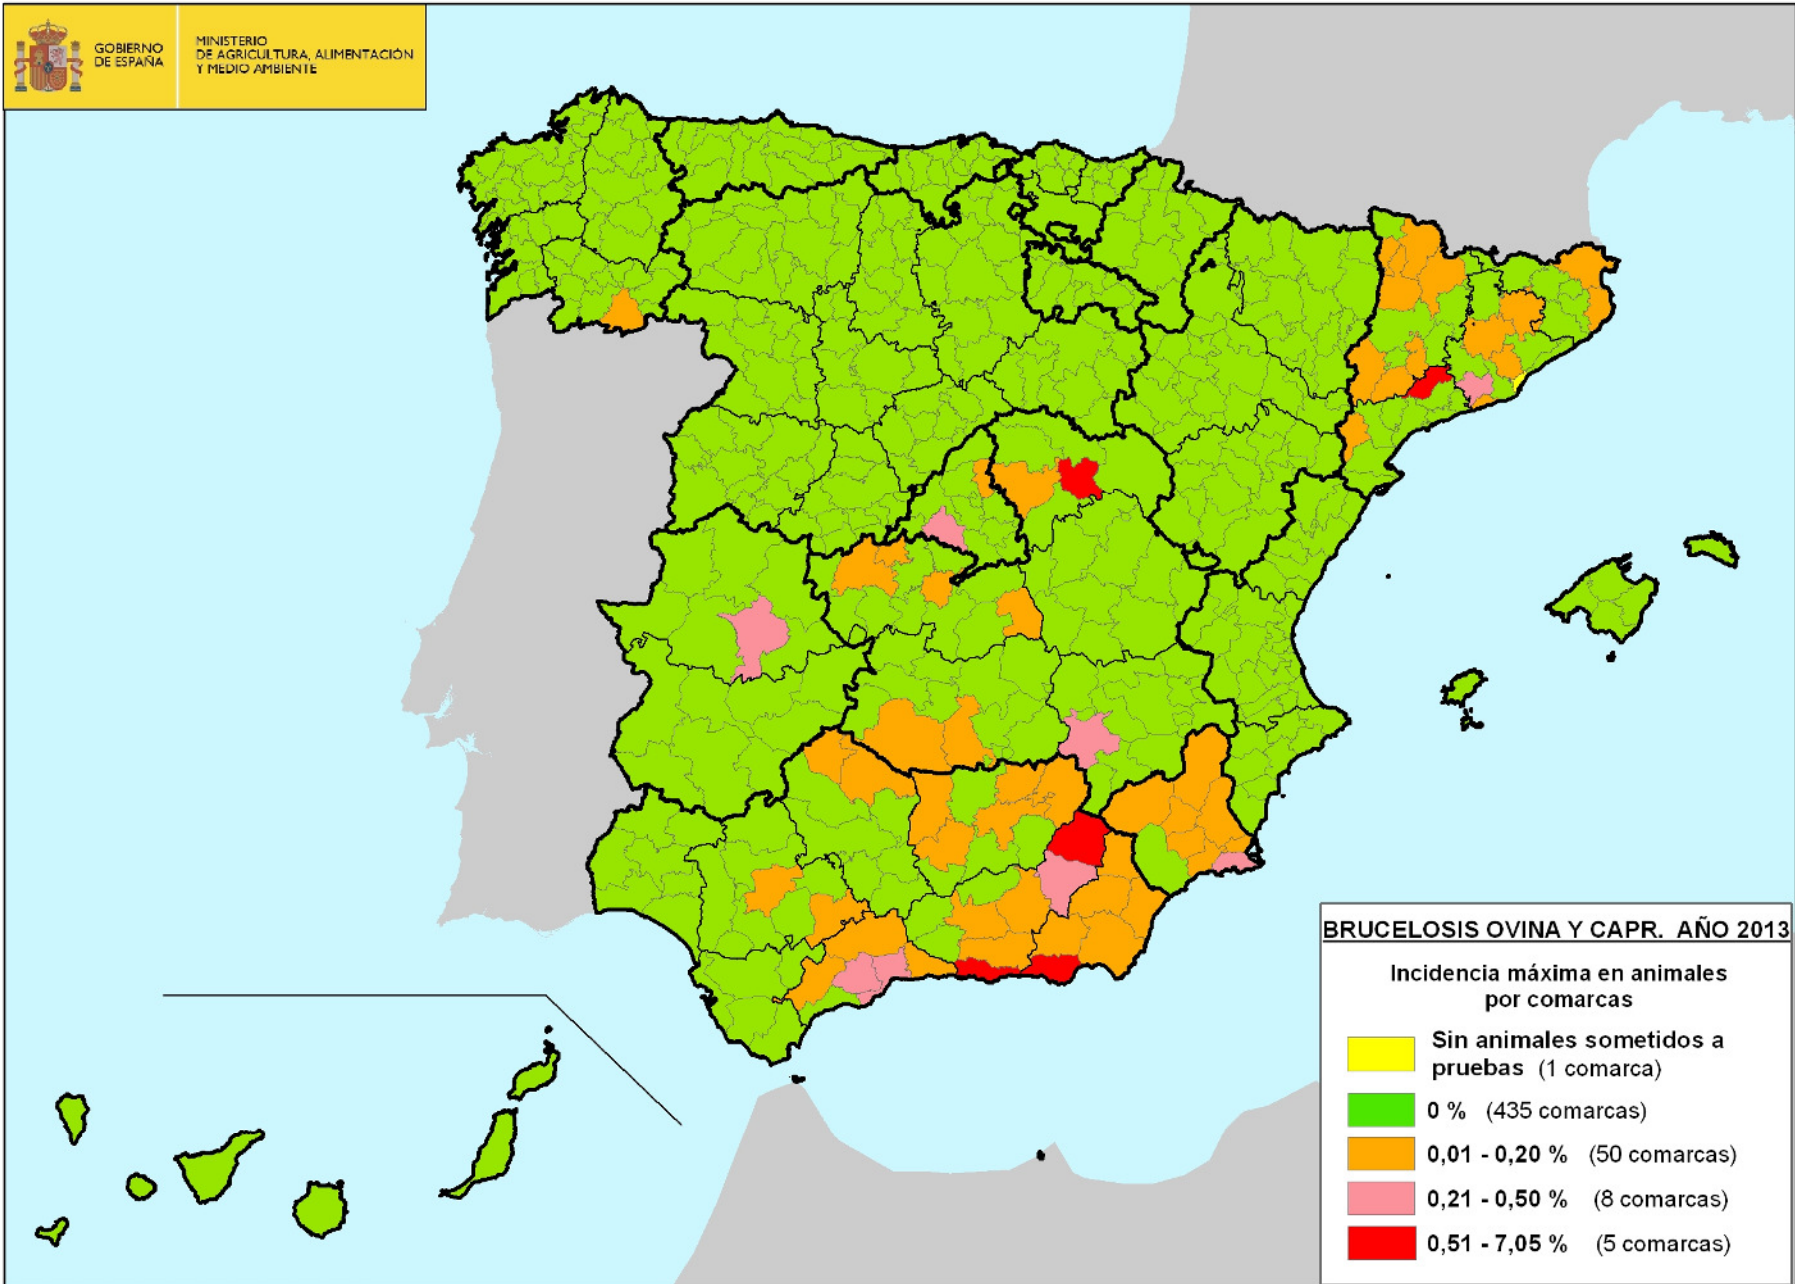 GOBIERNO
DE ESPAÑA
MINISTERIO
DE AGRICULTURA, ALIMENTACIÓN
Y MEDIO AMBIENTE
BRUCELOSIS OVINA Y CAPR. AÑO 2013
Incidencia máxima en animales
por comarcas
Sin animales sometidos a
pruebas (1 comarca)
0 % (435 comarcas)
0,01 - 0,20 % (50 comarcas)
0,21 - 0,50 % (8 comarcas)
0,51 - 7,05 % (5 comarcas)